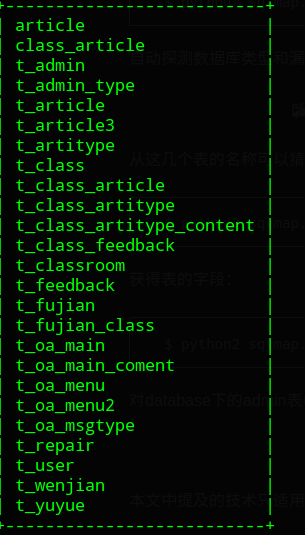 article
class_article
t_admin
t_admin_type
t_article
t_article3
t_artitype
t_class
t_class_article
t_class_artitype
t_class_artitype_content
t_class_feedback
t_classroom
t_feedback
t_fujian
t_fujian_class
t_oa_main
t_oa_main_coment
t_oa_menu
t_oa_menu2
t_oa_msgtype
t_repair
t_user
t_wenjian
t_yuyue
自动探测数据库类型和
从这几个表的名称可以
获得表的字段:
$ python2 sqlmap.
对database下的admin表
本文中提及的技术只适用